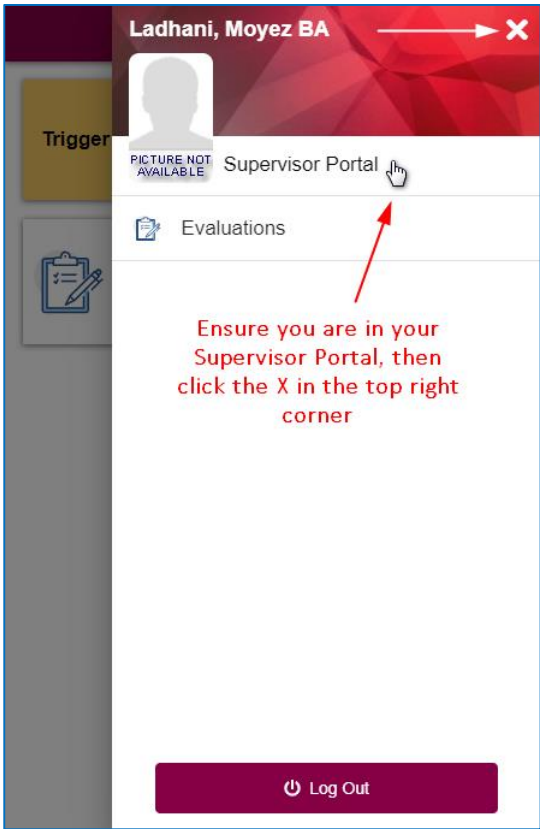 Ladhani, Moyez BA
Trigger
PICTURE NOT
AVAILABLE
Supervisor Portal
Evaluations
Ensure you are in your
Supervisor Portal, then
click the X in the top right
corner
Log Out